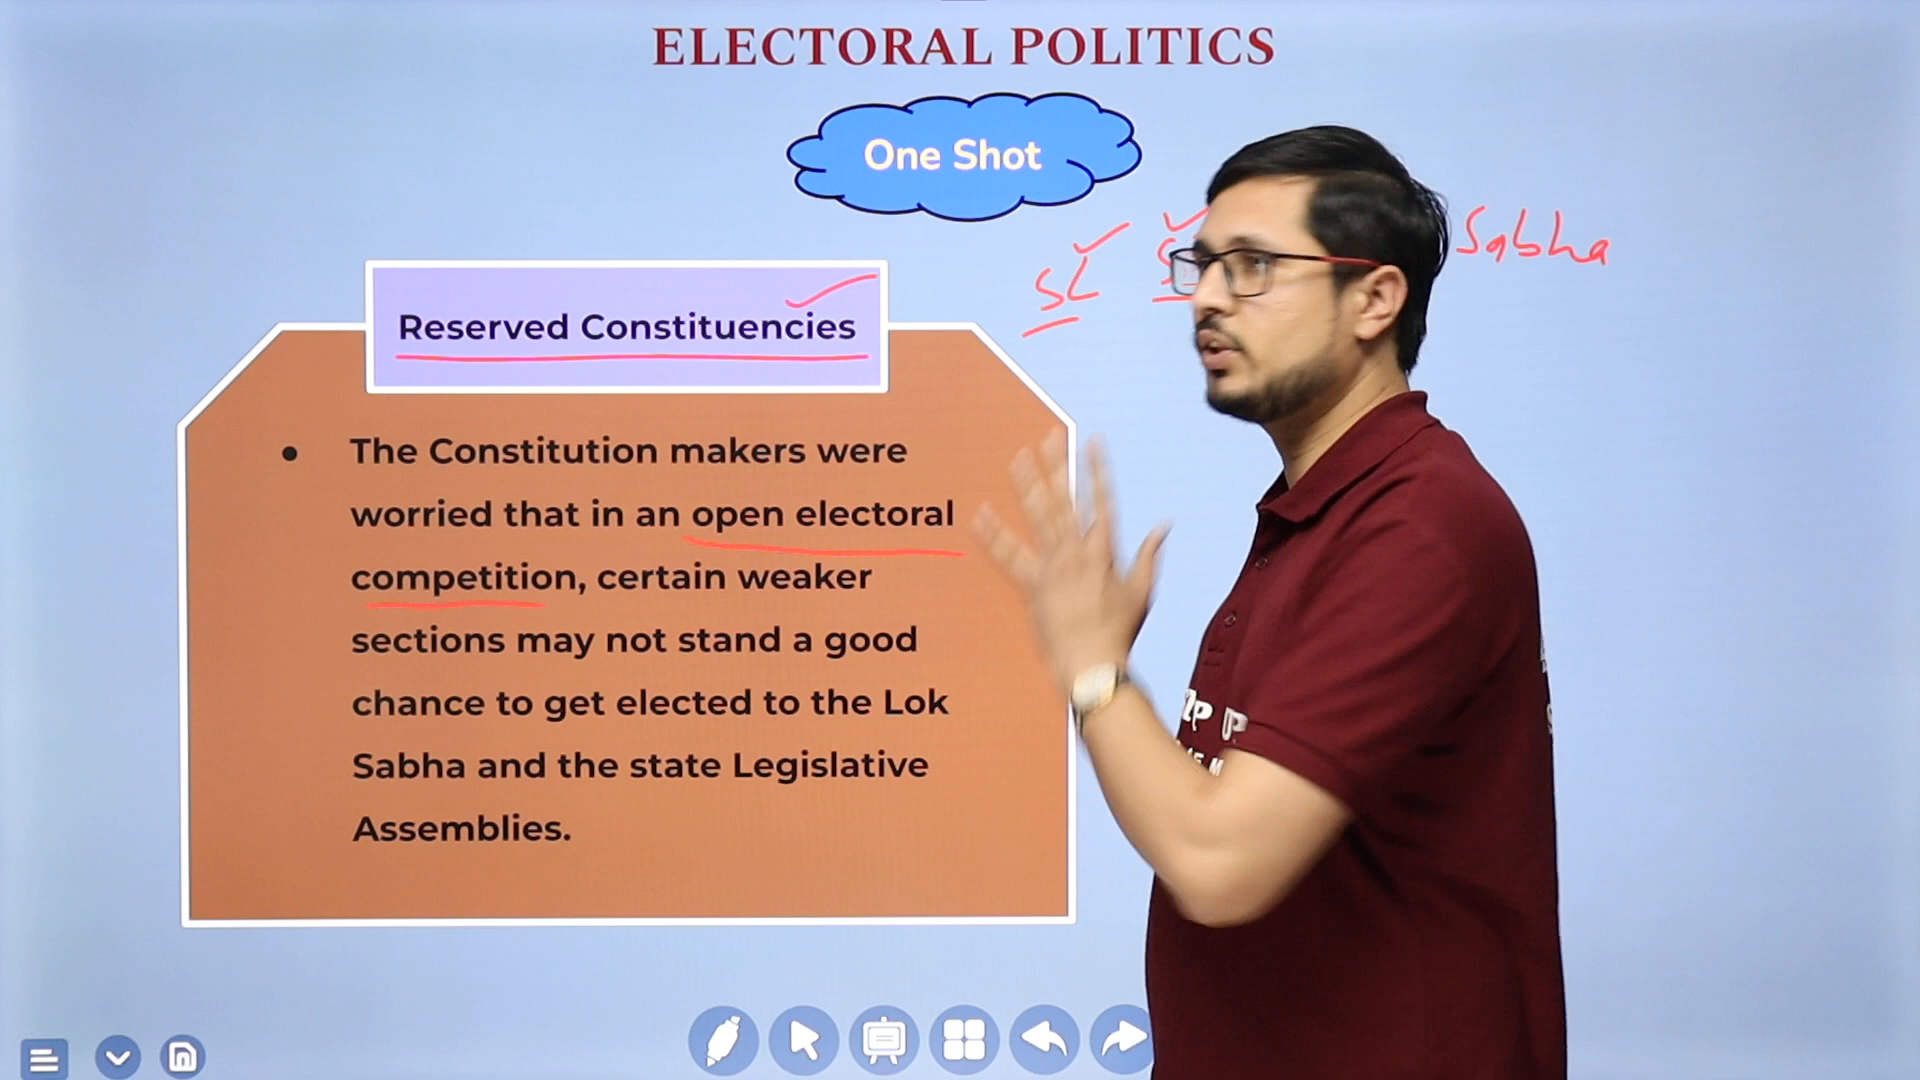 ELECTORAL POLITICS
One Shot
SC Sabha
Reserved Constituencies
• The Constitution makers were
worried that in an open electoral
competition, certain weaker
sections may not stand a good
chance to get elected to the Lok
Sabha and the state Legislative
Assemblies.